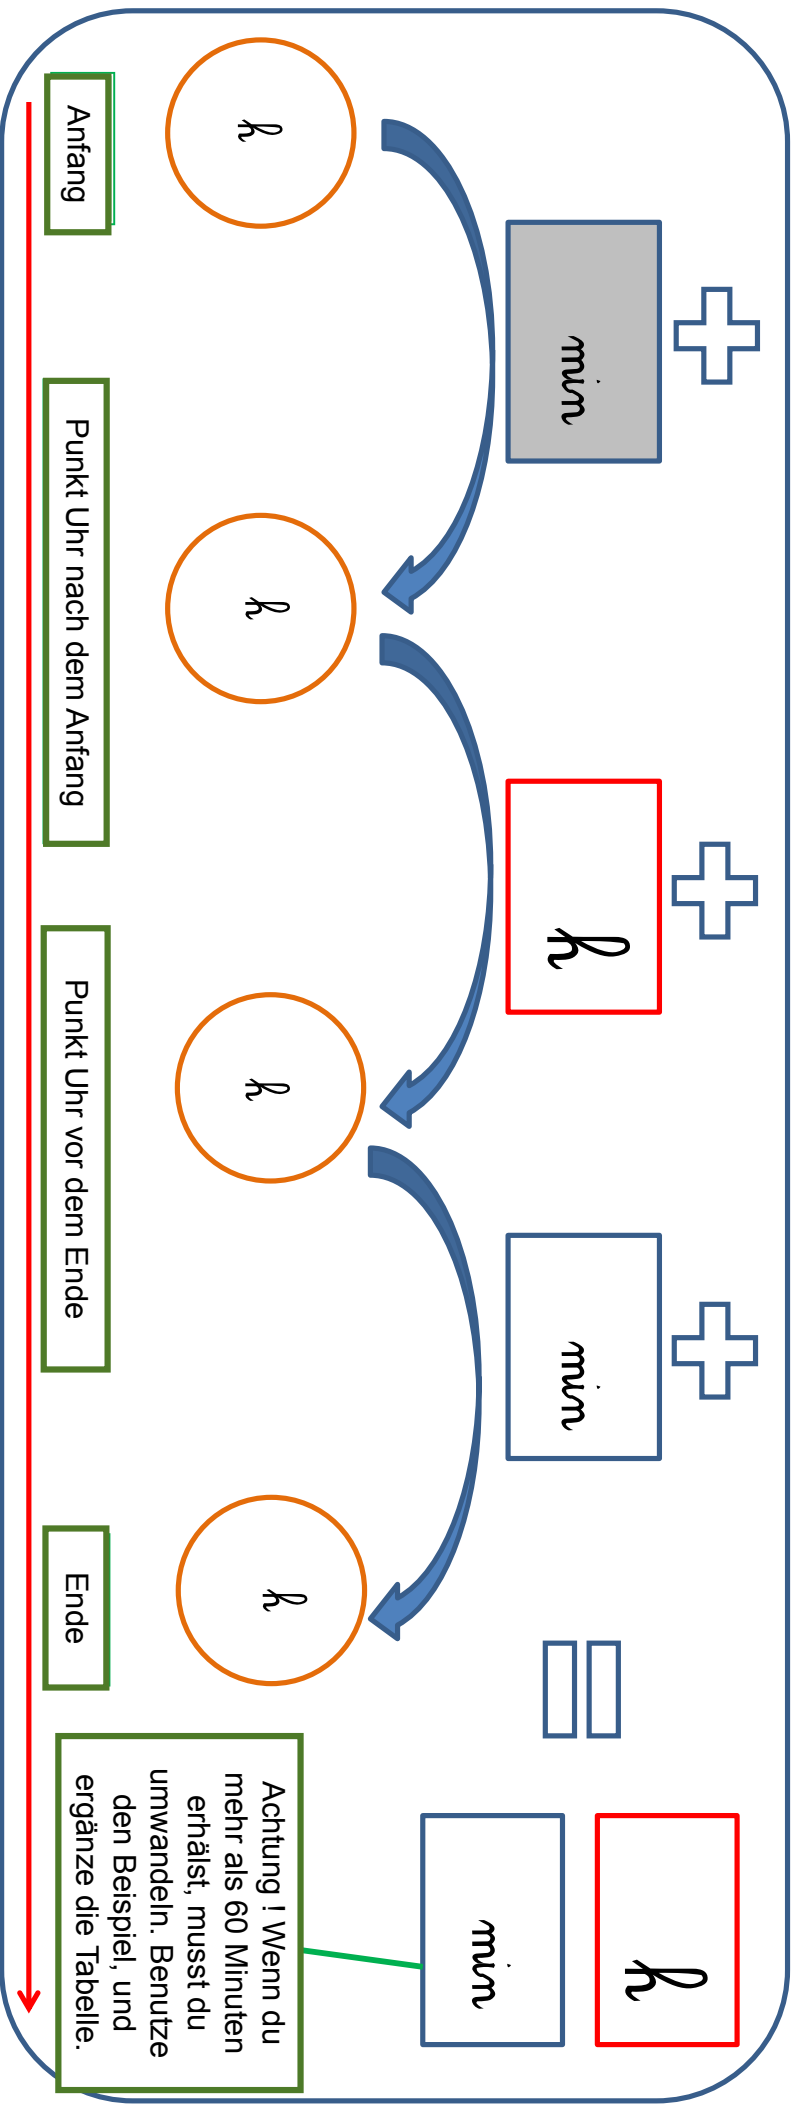 min
h
min
h
min
h
h
h
h
Anfang
Punkt Uhr nach dem Anfang
Punkt Uhr vor dem Ende
Ende
Achtung ! Wenn du
mehr als 60 Minuten
erhälst, musst du
umwandeln. Benutze
den Beispiel, und
ergänze die Tabelle.